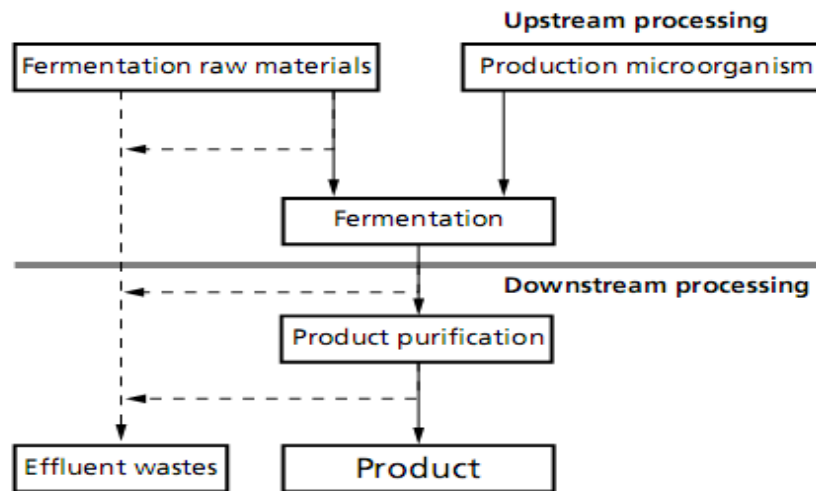 Upstream processing
Fermentation raw materials
Production microorganism
Fermentation
Downstream processing
Product purification
Effluent wastes
Product